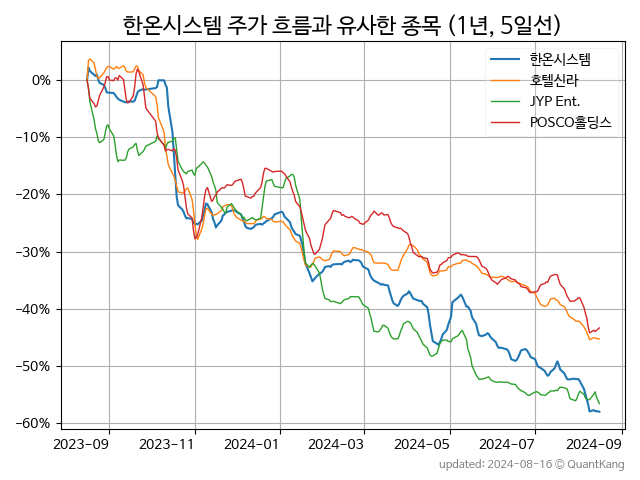 한온시스템 주가 흐름과 유사한 종목 (1년, 5일선)
한온시스템
호텔신라
JYP Ent.
POSCO홀딩스
0%
−10%
−20%
−30%
−40%
−50%
−60%
2023-09 2023-11 2024-01 2024-03 2024-05 2024-07 2024-09
updated: 2024-08-16 © QuantKang